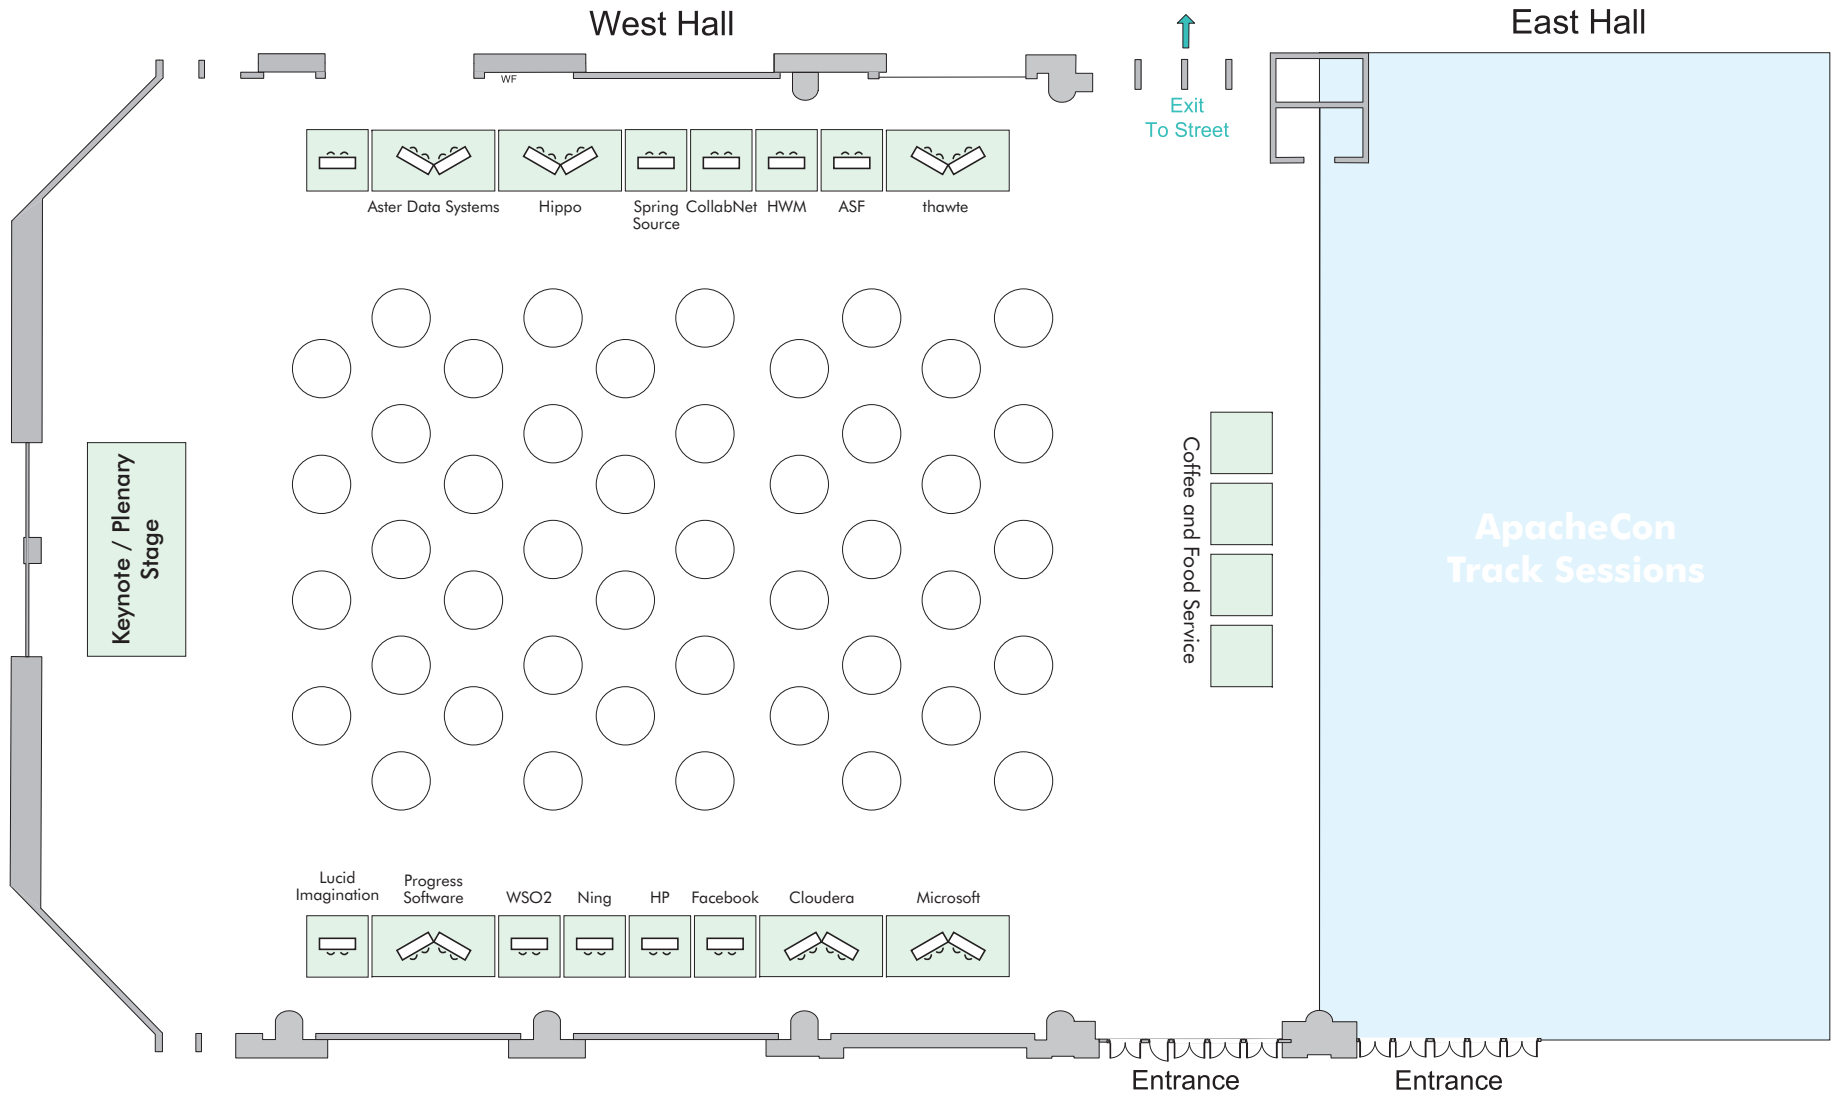 West Hall
East Hall
WF
Exit
To Street
Aster Data Systems
Hippo
Spring
Source
CollabNet
HWM
ASF
thawte
Keynote / Plenary
Stage
Coffee and Food Service
ApacheCon
Track Sessions
Lucid
Imagination
Progress
Software
WSO2
Ning
HP
Facebook
Cloudera
Microsoft
Entrance
Entrance